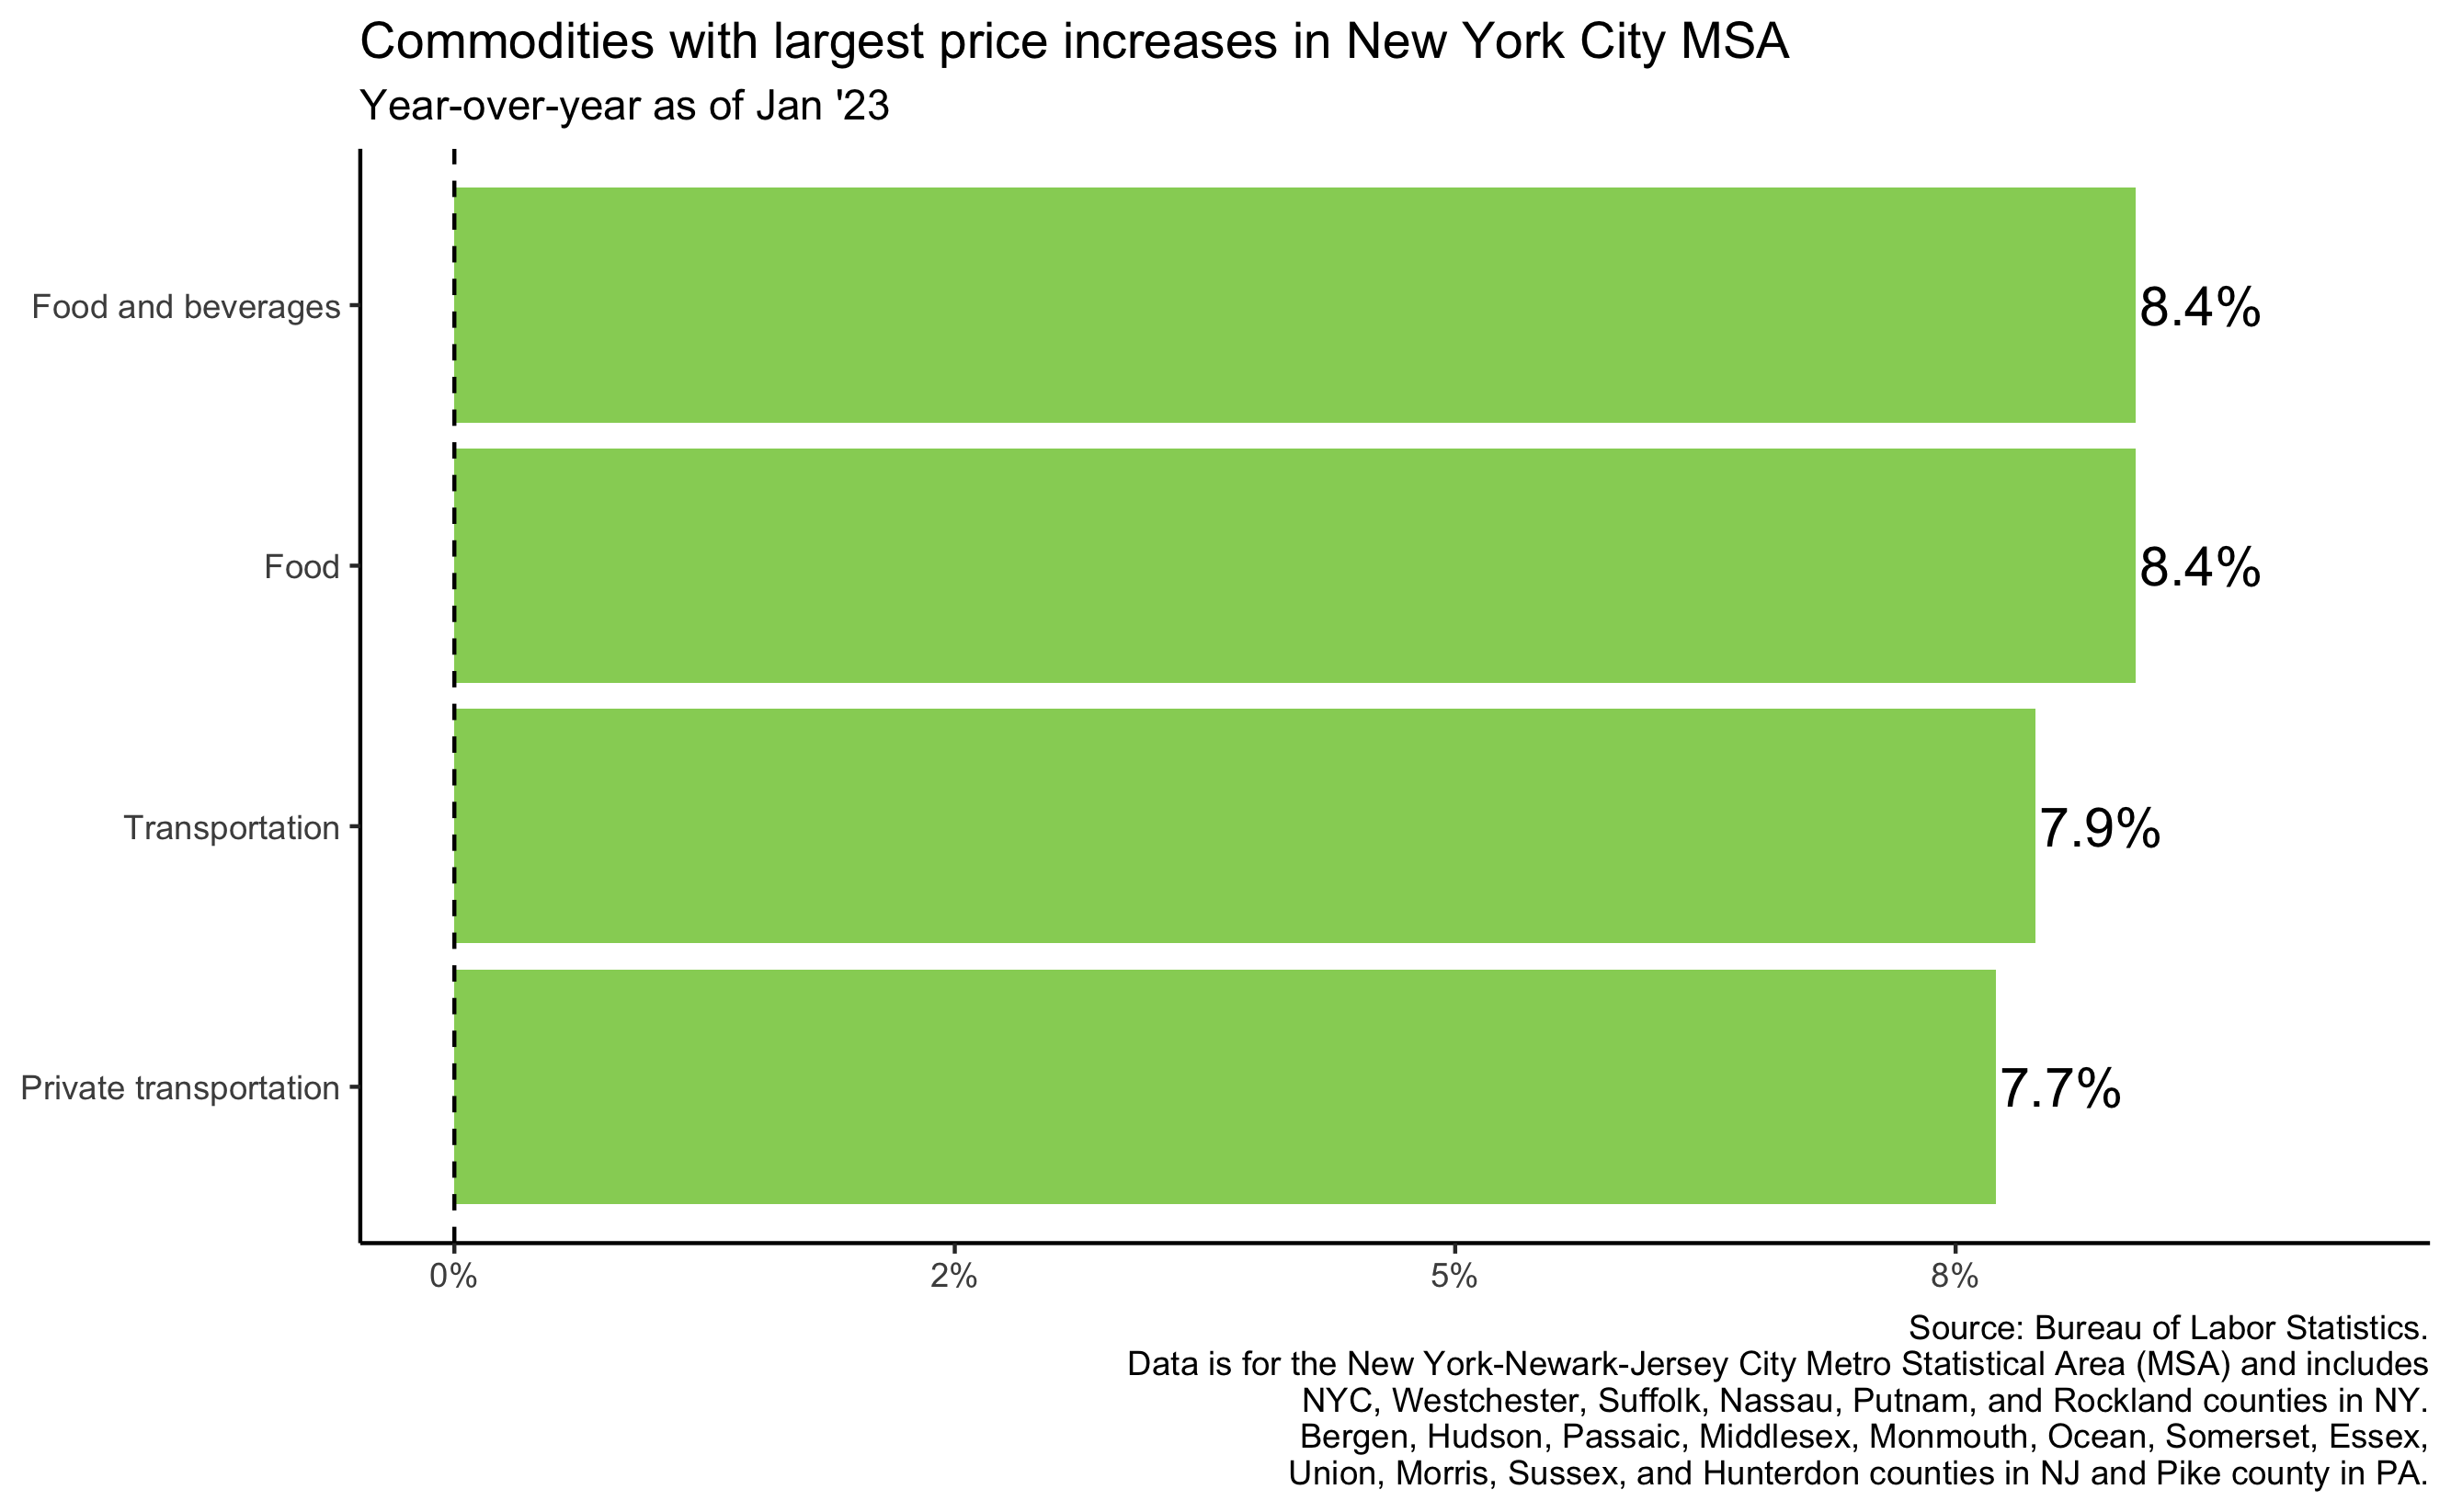 Commodities with largest price increases in New York City MSA
Year-over-year as of Jan '23
Food and beverages
8.4%
Food
8.4%
Transportation
7.9%
Private transportation
7.7%
0%
2%
5%
8%
Source: Bureau of Labor Statistics.
Data is for the New York-Newark-Jersey City Metro Statistical Area (MSA) and includes
NYC, Westchester, Suffolk, Nassau, Putnam, and Rockland counties in NY.
Bergen, Hudson, Passaic, Middlesex, Monmouth, Ocean, Somerset, Essex,
Union, Morris, Sussex, and Hunterdon counties in NJ and Pike county in PA.